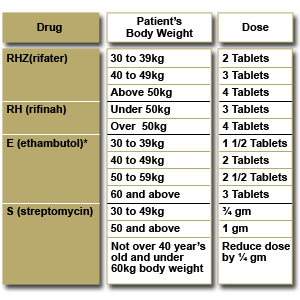 Drug Patient's Body Weight Dose
RHZ(rifater) 30 to 39kg 2 Tablets
40 to 49kg 3 Tablets
Above 50kg 4 Tablets
RH (rifinah) Under 50kg 3 Tablets
Over 50kg 4 Tablets
E (ethambutol)* 30 to 39kg 1 1/2 Tablets
40 to 49kg 2 Tablets
50 to 59kg 2 1/2 Tablets
60 and above 3 Tablets
S (streptomycin) 30 to 49kg ¾ gm
50 and above 1 gm
Not over 40 year's Reduce dose
old and under by ¼ gm
60kg body weight